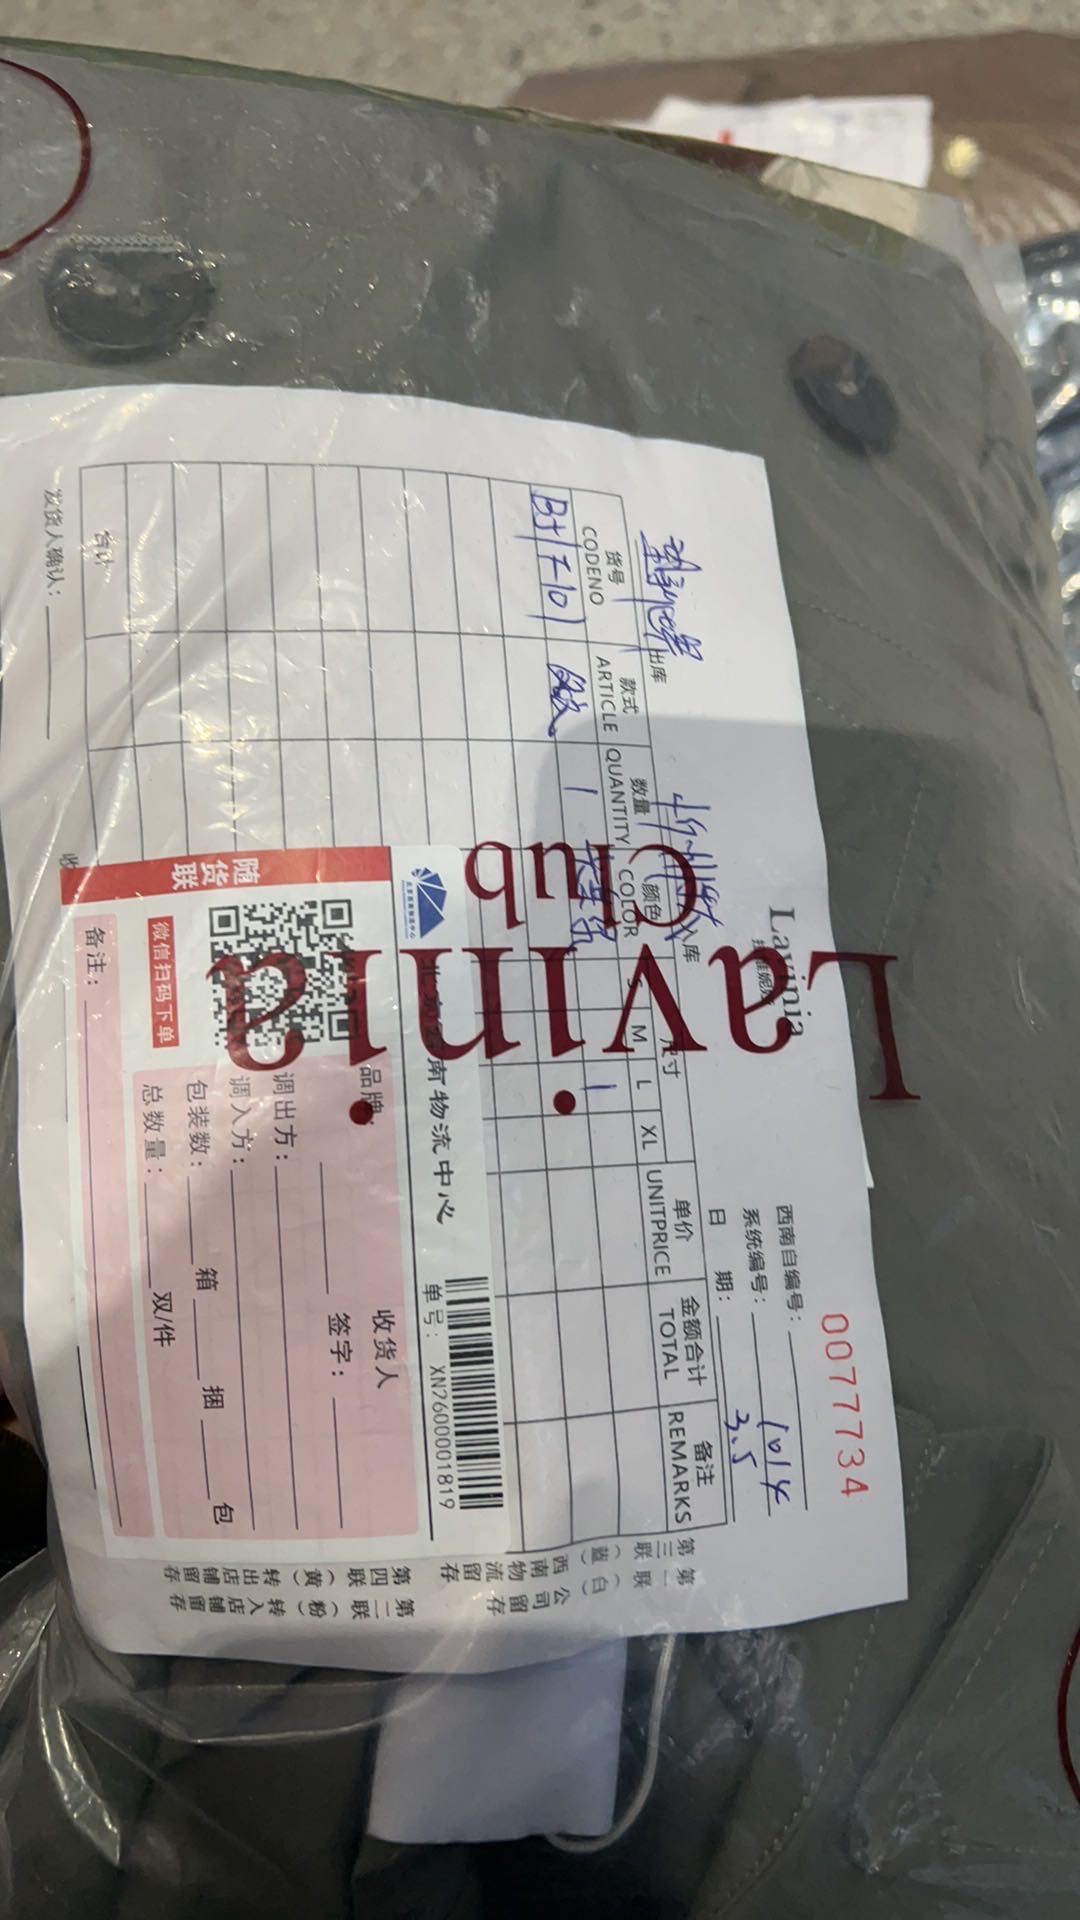 Lavinia
Club
Lavinia
0077734
西南自编号：
系统编号：1014
日 期：3.5
出库
入库
货号 款式 数量 颜色 尺寸 单价 金额合计 备注
CODENO ARTICLE QUANTITY COLOR S M L XL UNITPRICE TOTAL REMARKS
1 1
合计
发货人确认：
收
第一联（白）公司留存
第二联（粉）转入店铺留存
第三联（蓝）西南物流留存
第四联（黄）转出店铺留存
南物流中心
单号：XN2600001819
随货联
微信扫码下单
品牌
收货人
签字：
调出方：
调入方：
包装数： 箱 捆 包
总数量： 双/件
备注：